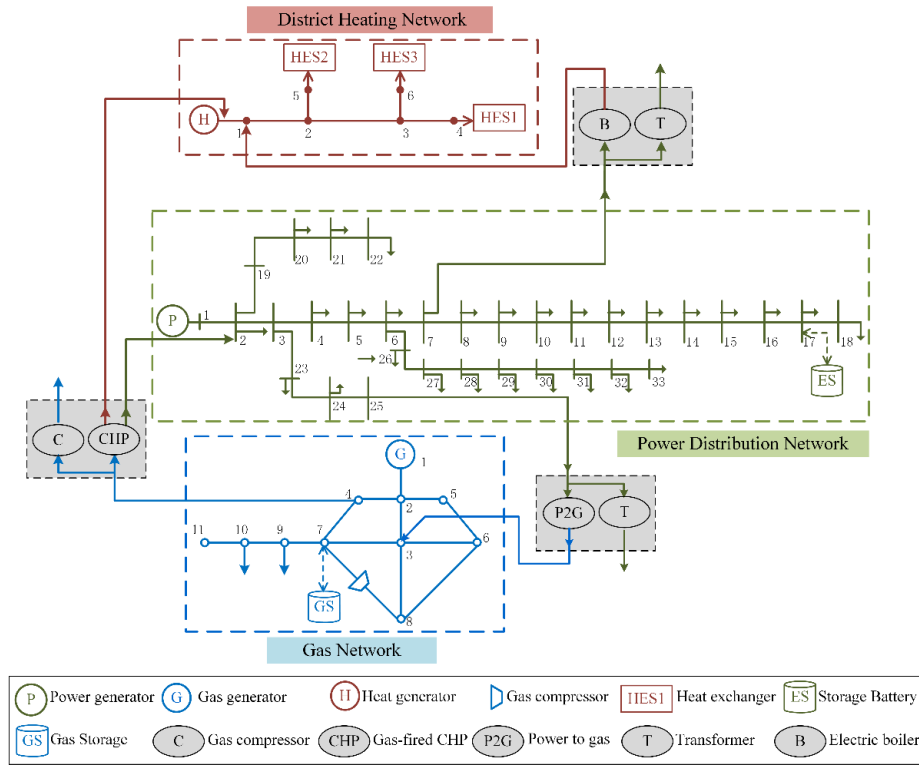 District Heating Network
HES2
HES3
5
6
H
1
2
3
4
HES1
B
T
20
21
22
19
P
1
2
3
4
5
6
7
8
9
10
11
12
13
14
15
16
17
18
23
26
27
28
29
30
31
32
33
24
25
ES
C
CHP
Power Distribution Network
G
1
4
2
5
P2G
T
11
10
9
7
3
6
GS
8
Gas Network
P Power generator G Gas generator H Heat generator Gas compressor HES1 Heat exchanger ES Storage Battery
GS Gas Storage C Gas compressor CHP Gas-fired CHP P2G Power to gas T Transformer B Electric boiler